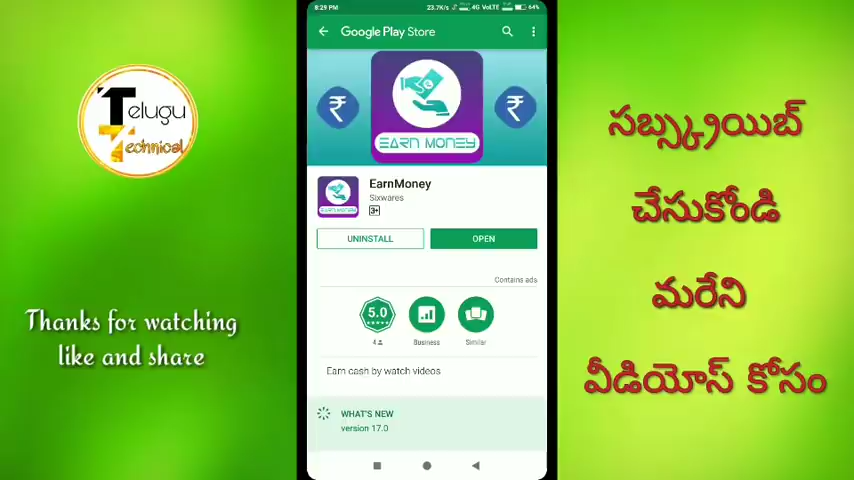 Telugu
Technical
Thanks for watching
like and share
8:29 PM
23.7K/s 4G VoLTE 64%
Google Play Store
₹
₹
EARN MONEY
EARN MONEY
EarnMoney
Sixwares
3+
UNINSTALL
OPEN
Contains ads
5.0
4
Business
Similar
Earn cash by watch videos
WHAT'S NEW
version 17.0
సబ్స్క్రయిబ్
చేసుకోండి
మరేని
వీడియోస్ కోసం